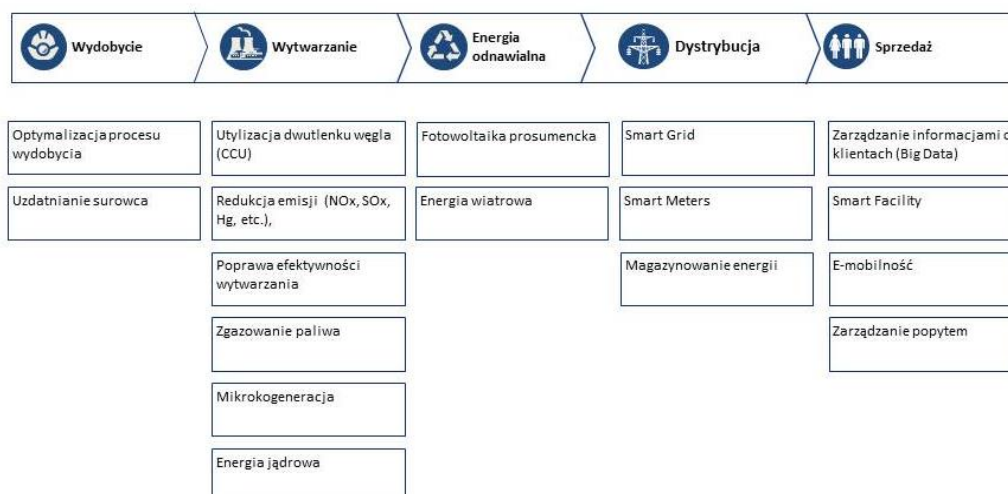 Wydobycie
Wytwarzanie
Energia
odnawialna
Dystrybucja
Sprzedaż
Optymalizacja procesu
wydobycia
Uzdatnianie surowca
Utylizacja dwutlenku węgla
(CCU)
Redukcja emisji (NOx, SOx,
Hg, etc.),
Poprawa efektywności
wytwarzania
Zgazowanie paliwa
Mikrokogeneracja
Energia jądrowa
Fotowoltaika prosumencka
Energia wiatrowa
Smart Grid
Smart Meters
Magazynowanie energii
Zarządzanie informacjami
klientach (Big Data)
Smart Facility
E-mobilność
Zarządzanie popytem